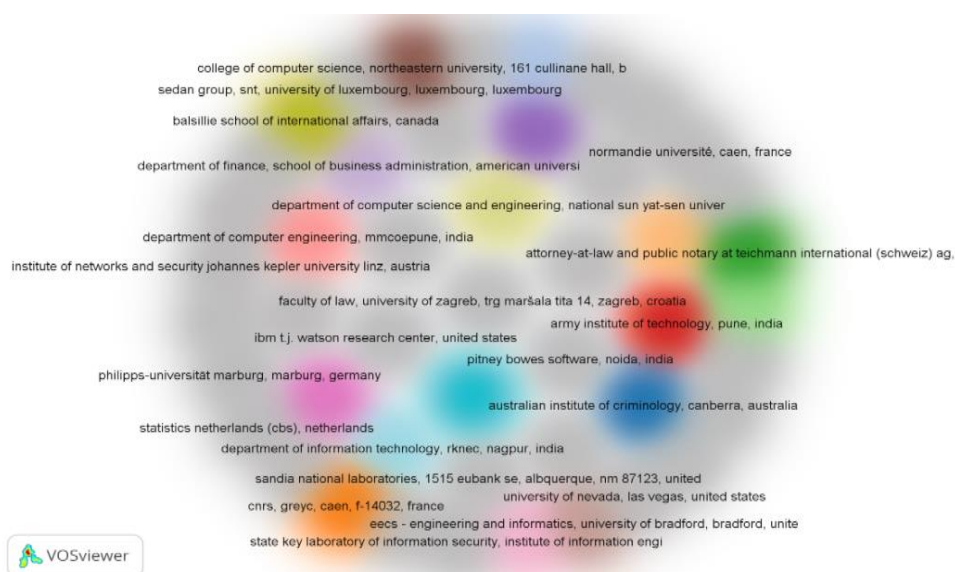 college of computer science, northeastern university, 161 cullinane hall, b
sedan group, snt, university of luxembourg, luxembourg, luxembourg
balsillie school of international affairs, canada
normandie université, caen, france
department of finance, school of business administration, american universi
department of computer science and engineering, national sun yat-sen univer
department of computer engineering, mmcoepune, india
attorney-at-law and public notary at teichmann international (schweiz) ag,
institute of networks and security johannes kepler university linz, austria
faculty of law, university of zagreb, trg maršala tita 14, zagreb, croatia
army institute of technology, pune, india
ibm t.j. watson research center, united states
pitney bowes software, noida, india
philipps-universität marburg, marburg, germany
australian institute of criminology, canberra, australia
statistics netherlands (cbs), netherlands
department of information technology, rknec, nagpur, india
sandia national laboratories, 1515 eubank se, albquerque, nm 87123, united
university of nevada, las vegas, united states
cnrs, greyc, caen, f-14032, france
eecs - engineering and informatics, university of bradford, bradford, unite
state key laboratory of information security, institute of information engi
VOSviewer